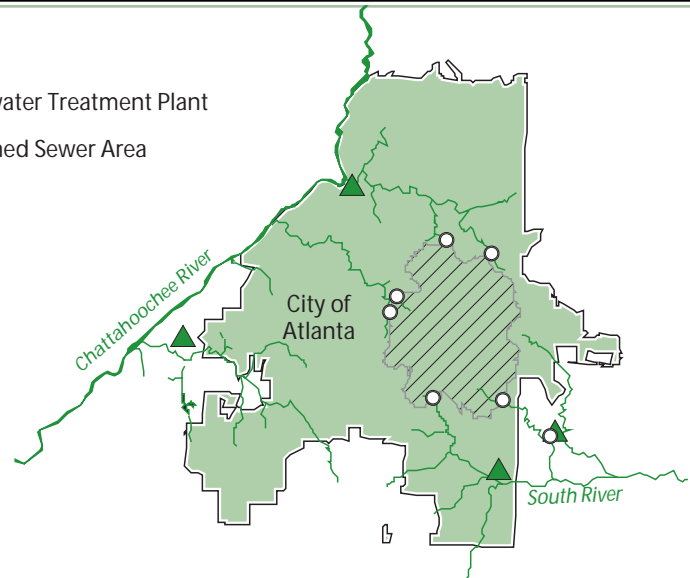 water Treatment Plant
ned Sewer Area
Chattahoochee River
City of
Atlanta
South River